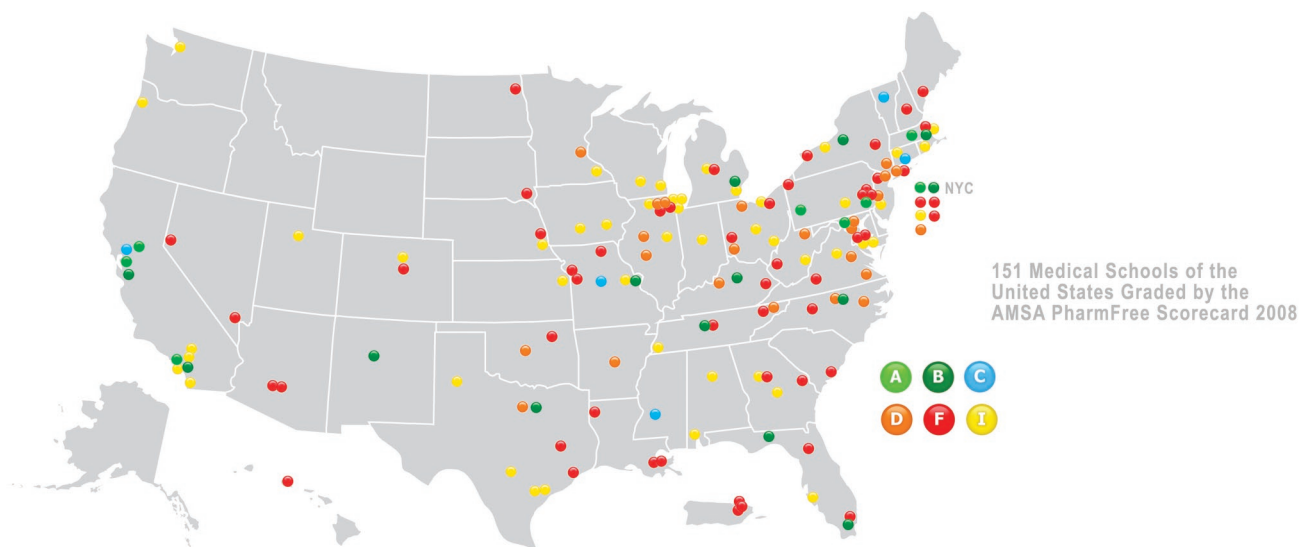 NYC
151 Medical Schools of the
United States Graded by the
AMSA PharmFree Scorecard 2008
A B C
D F I